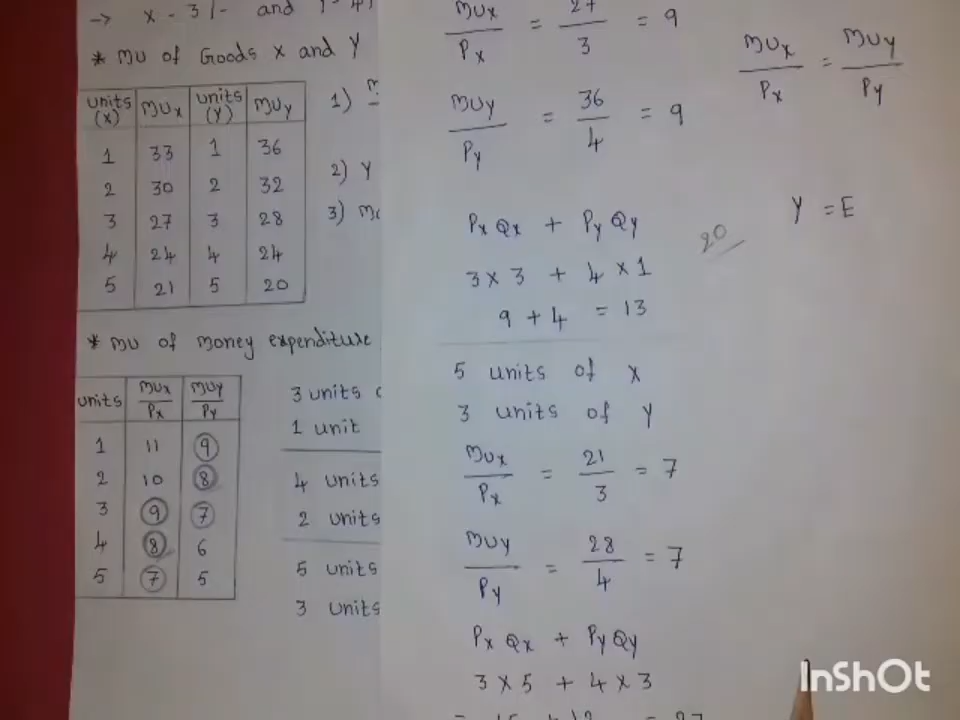 → X - 3/- and
* MU of Goods X and Y
units (X) MUx units (Y) MUy
1 33 1 36
2 30 2 32
3 27 3 28
4 24 4 24
5 21 5 20
1)
2) Y
3)
* MU of money expenditure
units MUx/Px MUy/Py
1 11 9
2 10 8
3 9 7
4 8 6
5 7 5
3 units
1 unit
4 units
2 units
5 units
3 units
MUx/Px = 27/3 = 9
MUy/Py = 36/4 = 9
Px Qx + Py Qy
3 x 3 + 4 x 1
9 + 4 = 13
5 units of X
3 units of Y
MUx/Px = 21/3 = 7
MUy/Py = 28/4 = 7
Px Qx + Py Qy
3 x 5 + 4 x 3
MUx/Px = MUy/Py
20
Y = E
InShOt